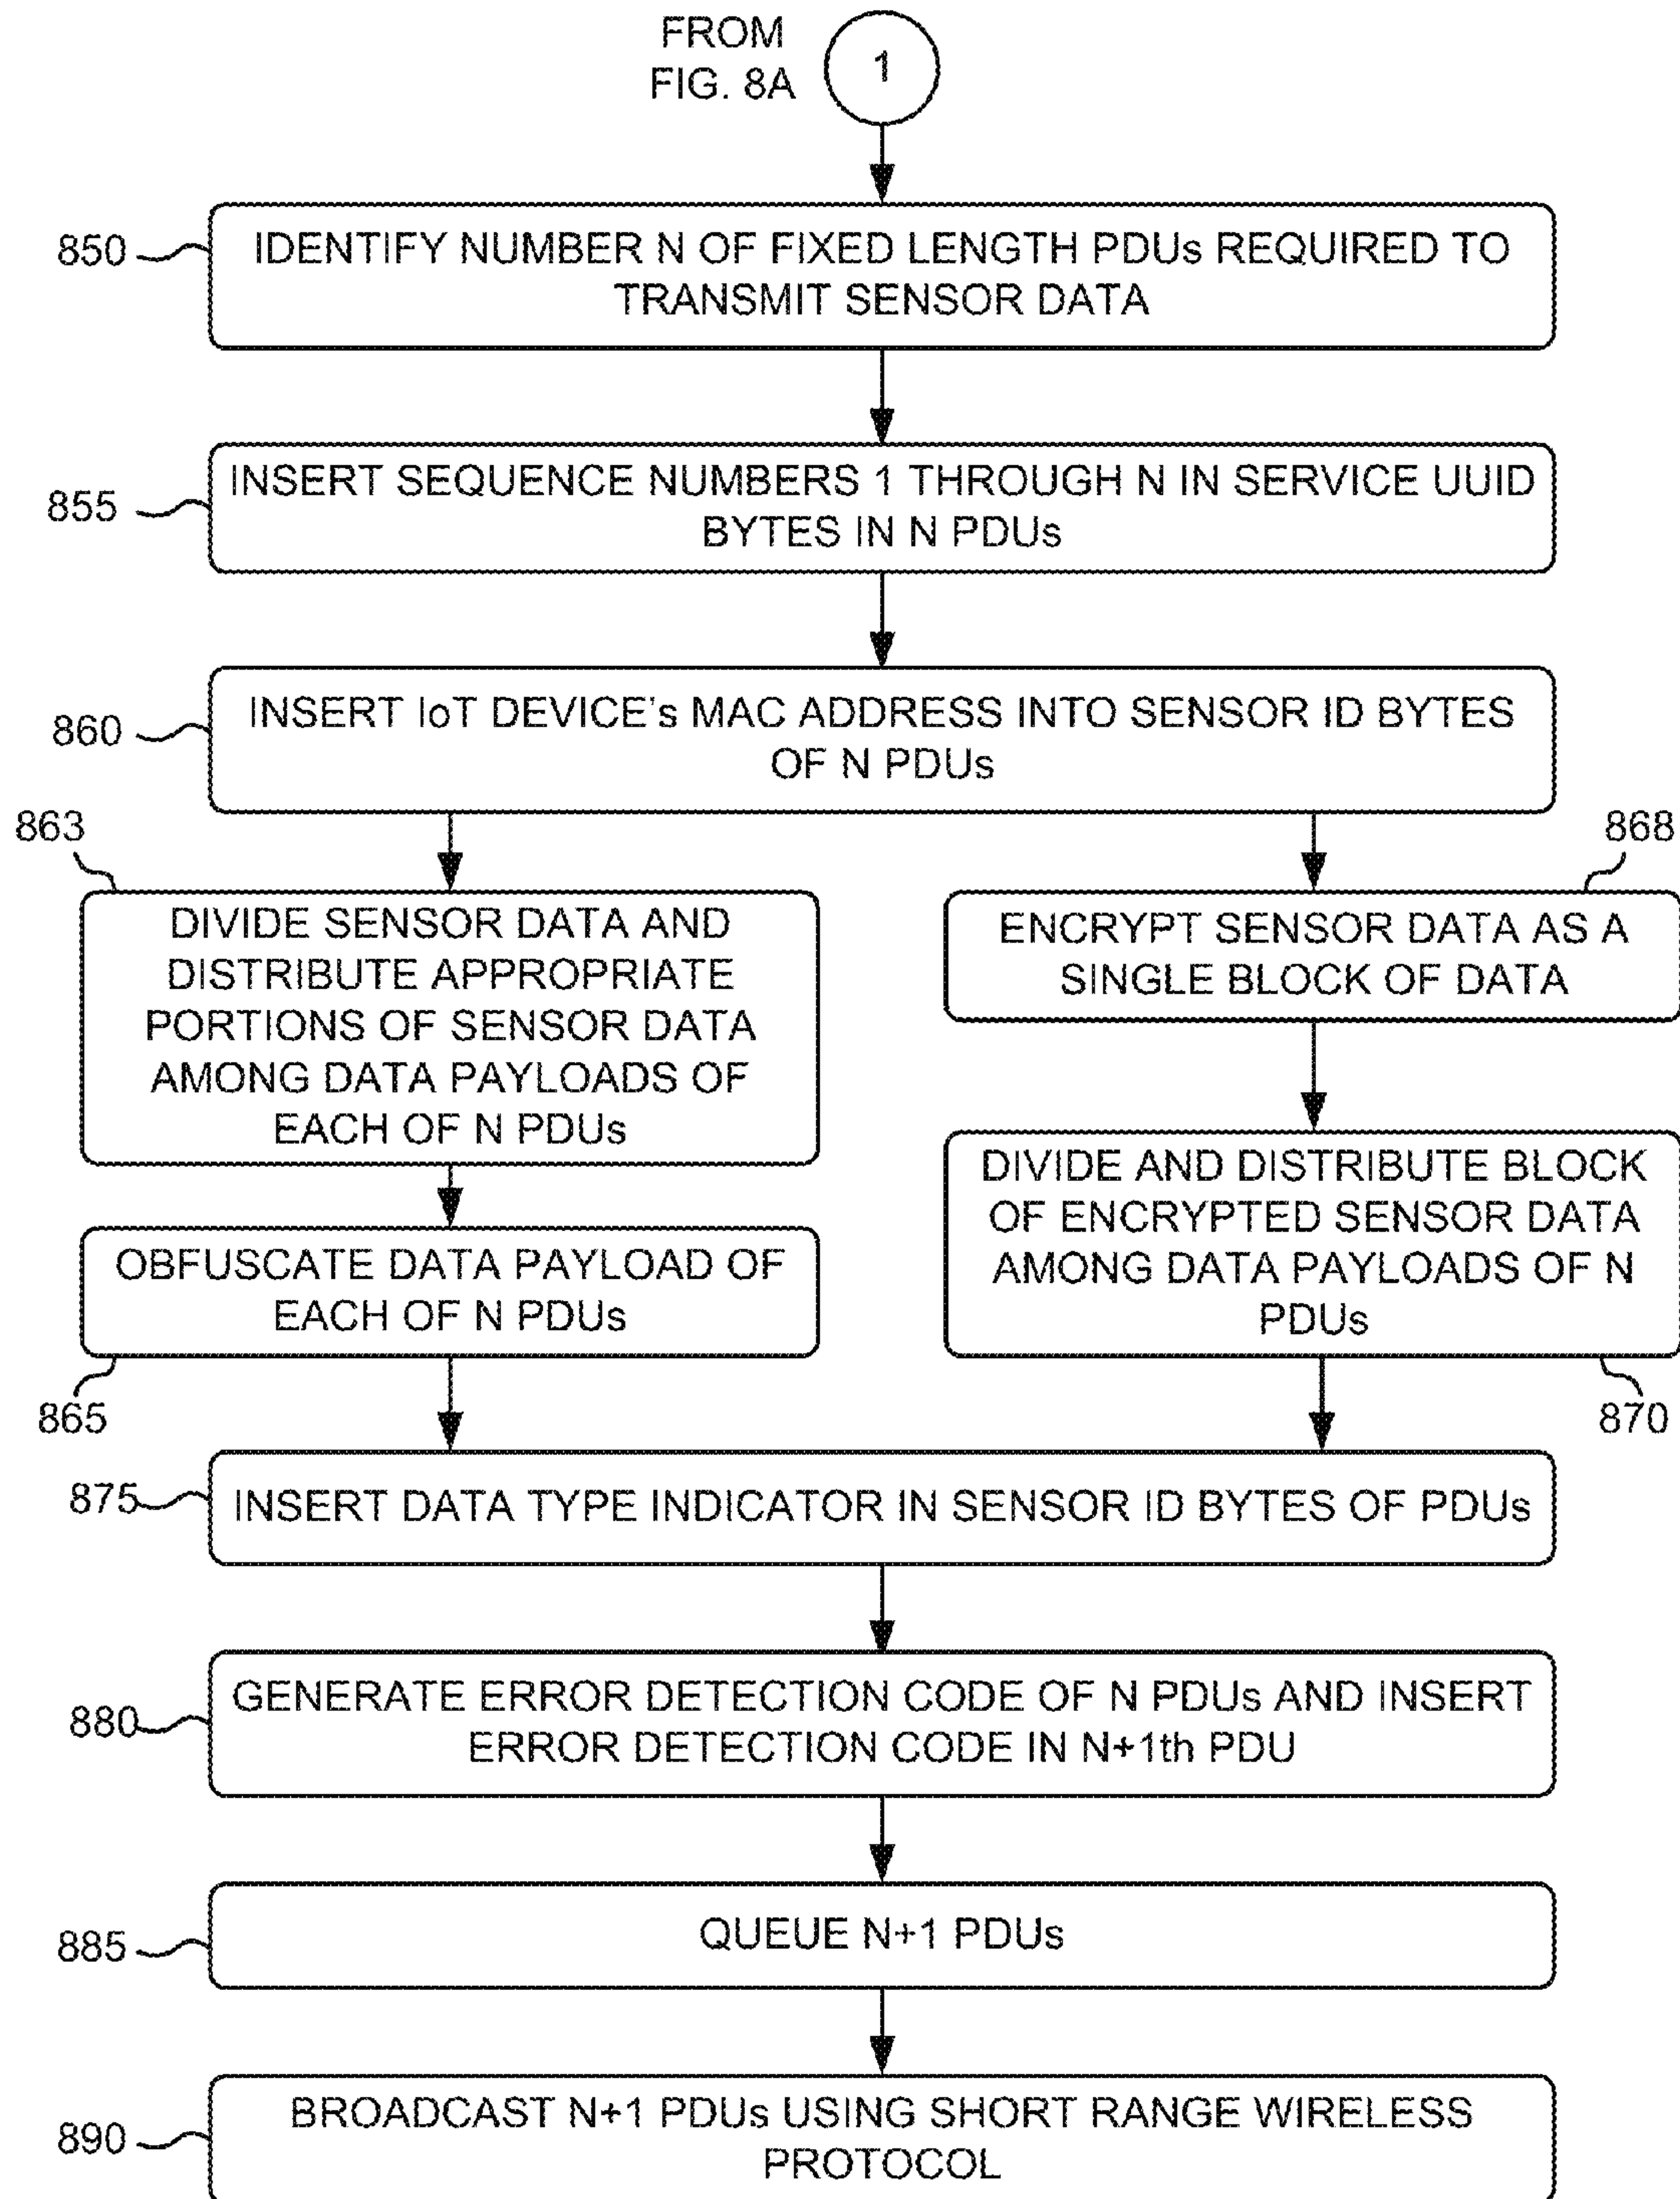 FROM
FIG. 8A
1
850
IDENTIFY NUMBER N OF FIXED LENGTH PDUs REQUIRED TO
TRANSMIT SENSOR DATA
855
INSERT SEQUENCE NUMBERS 1 THROUGH N IN SERVICE UUID
BYTES IN N PDUs
860
INSERT IoT DEVICE's MAC ADDRESS INTO SENSOR ID BYTES
OF N PDUs
863
DIVIDE SENSOR DATA AND
DISTRIBUTE APPROPRIATE
PORTIONS OF SENSOR DATA
AMONG DATA PAYLOADS OF
EACH OF N PDUs
OBFUSCATE DATA PAYLOAD OF
EACH OF N PDUs
865
868
ENCRYPT SENSOR DATA AS A
SINGLE BLOCK OF DATA
DIVIDE AND DISTRIBUTE BLOCK
OF ENCRYPTED SENSOR DATA
AMONG DATA PAYLOADS OF N
PDUs
870
875
INSERT DATA TYPE INDICATOR IN SENSOR ID BYTES OF PDUs
880
GENERATE ERROR DETECTION CODE OF N PDUs AND INSERT
ERROR DETECTION CODE IN N+1th PDU
885
QUEUE N+1 PDUs
890
BROADCAST N+1 PDUs USING SHORT RANGE WIRELESS
PROTOCOL